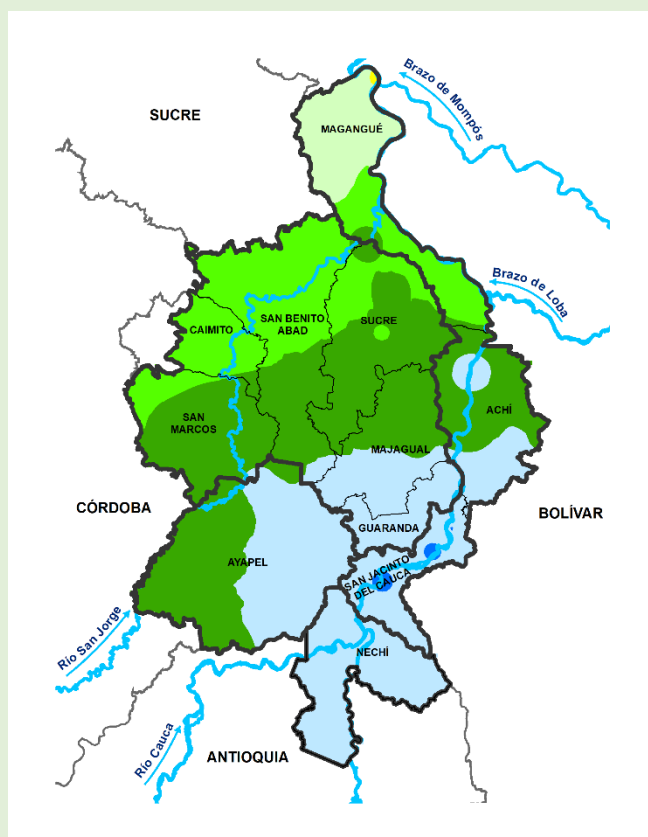 Brazo de Mompós
SUCRE
MAGANGUÉ
Brazo de Loba
SAN BENITO
ABAD
SUCRE
CAIMITO
ACHÍ
SAN
MARCOS
MAJAGUAL
CÓRDOBA
BOLÍVAR
GUARANDA
AYAPEL
SAN JACINTO
DEL CAUCA
Río San Jorge
NECHÍ
Río Cauca
ANTIOQUIA